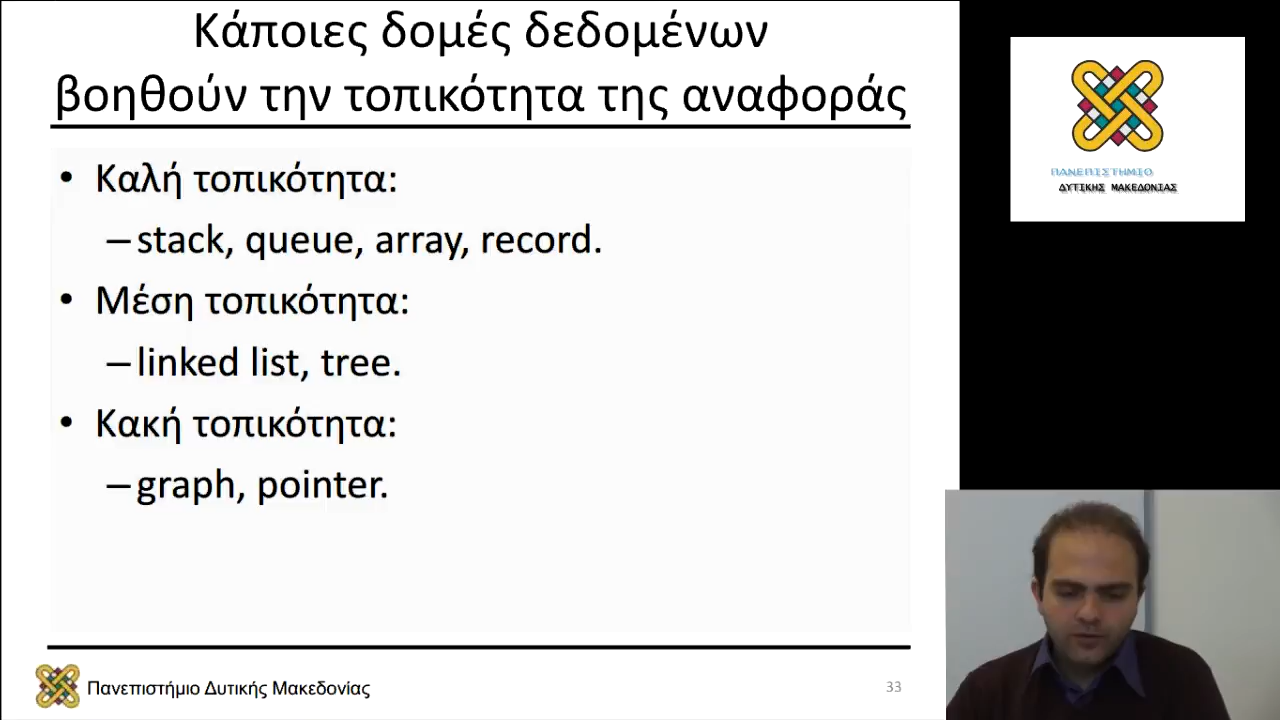 Κάποιες δομές δεδομένων
βοηθούν την τοπικότητα της αναφοράς
• Καλή τοπικότητα:
–stack, queue, array, record.
• Μέση τοπικότητα:
–linked list, tree.
• Κακή τοπικότητα:
–graph, pointer.
Πανεπιστήμιο Δυτικής Μακεδονίας
33
ΠΑΝΕΠΙΣΤΗΜΙΟ
ΔΥΤΙΚΗΣ ΜΑΚΕΔΟΝΙΑΣ